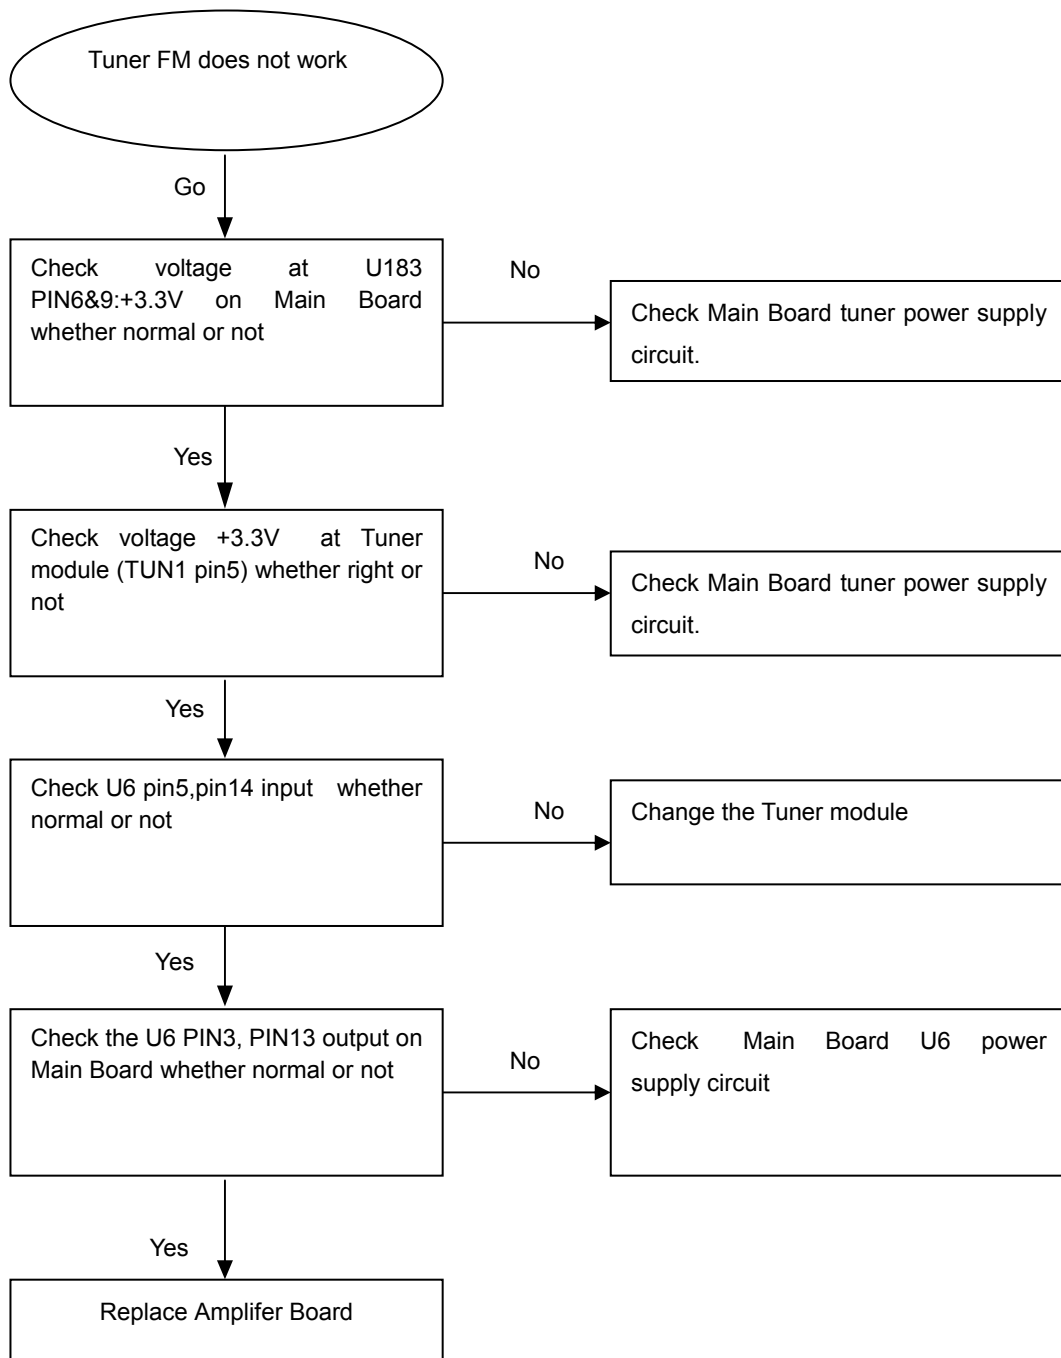 Tuner FM does not work
Go
Check voltage at U183
PIN6&9:+3.3V on Main Board
whether normal or not
No
Check Main Board tuner power supply
circuit.
Yes
Check voltage +3.3V at Tuner
module (TUN1 pin5) whether right or
not
No
Check Main Board tuner power supply
circuit.
Yes
Check U6 pin5,pin14 input whether
normal or not
No
Change the Tuner module
Yes
Check the U6 PIN3, PIN13 output on
Main Board whether normal or not
No
Check Main Board U6 power
supply circuit
Yes
Replace Amplifer Board